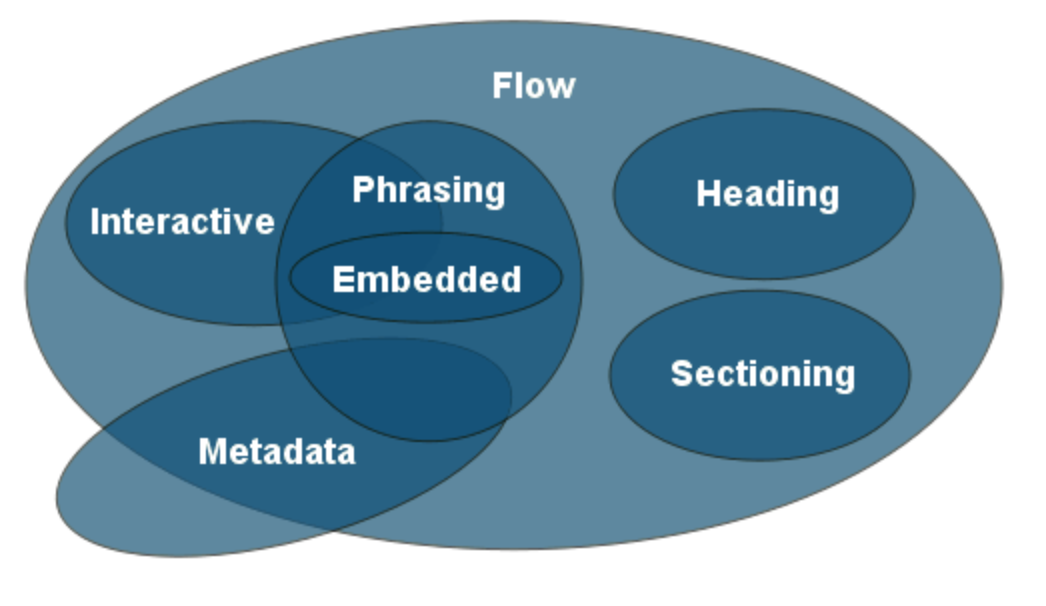 Flow
Phrasing
Heading
Interactive
Embedded
Sectioning
Metadata